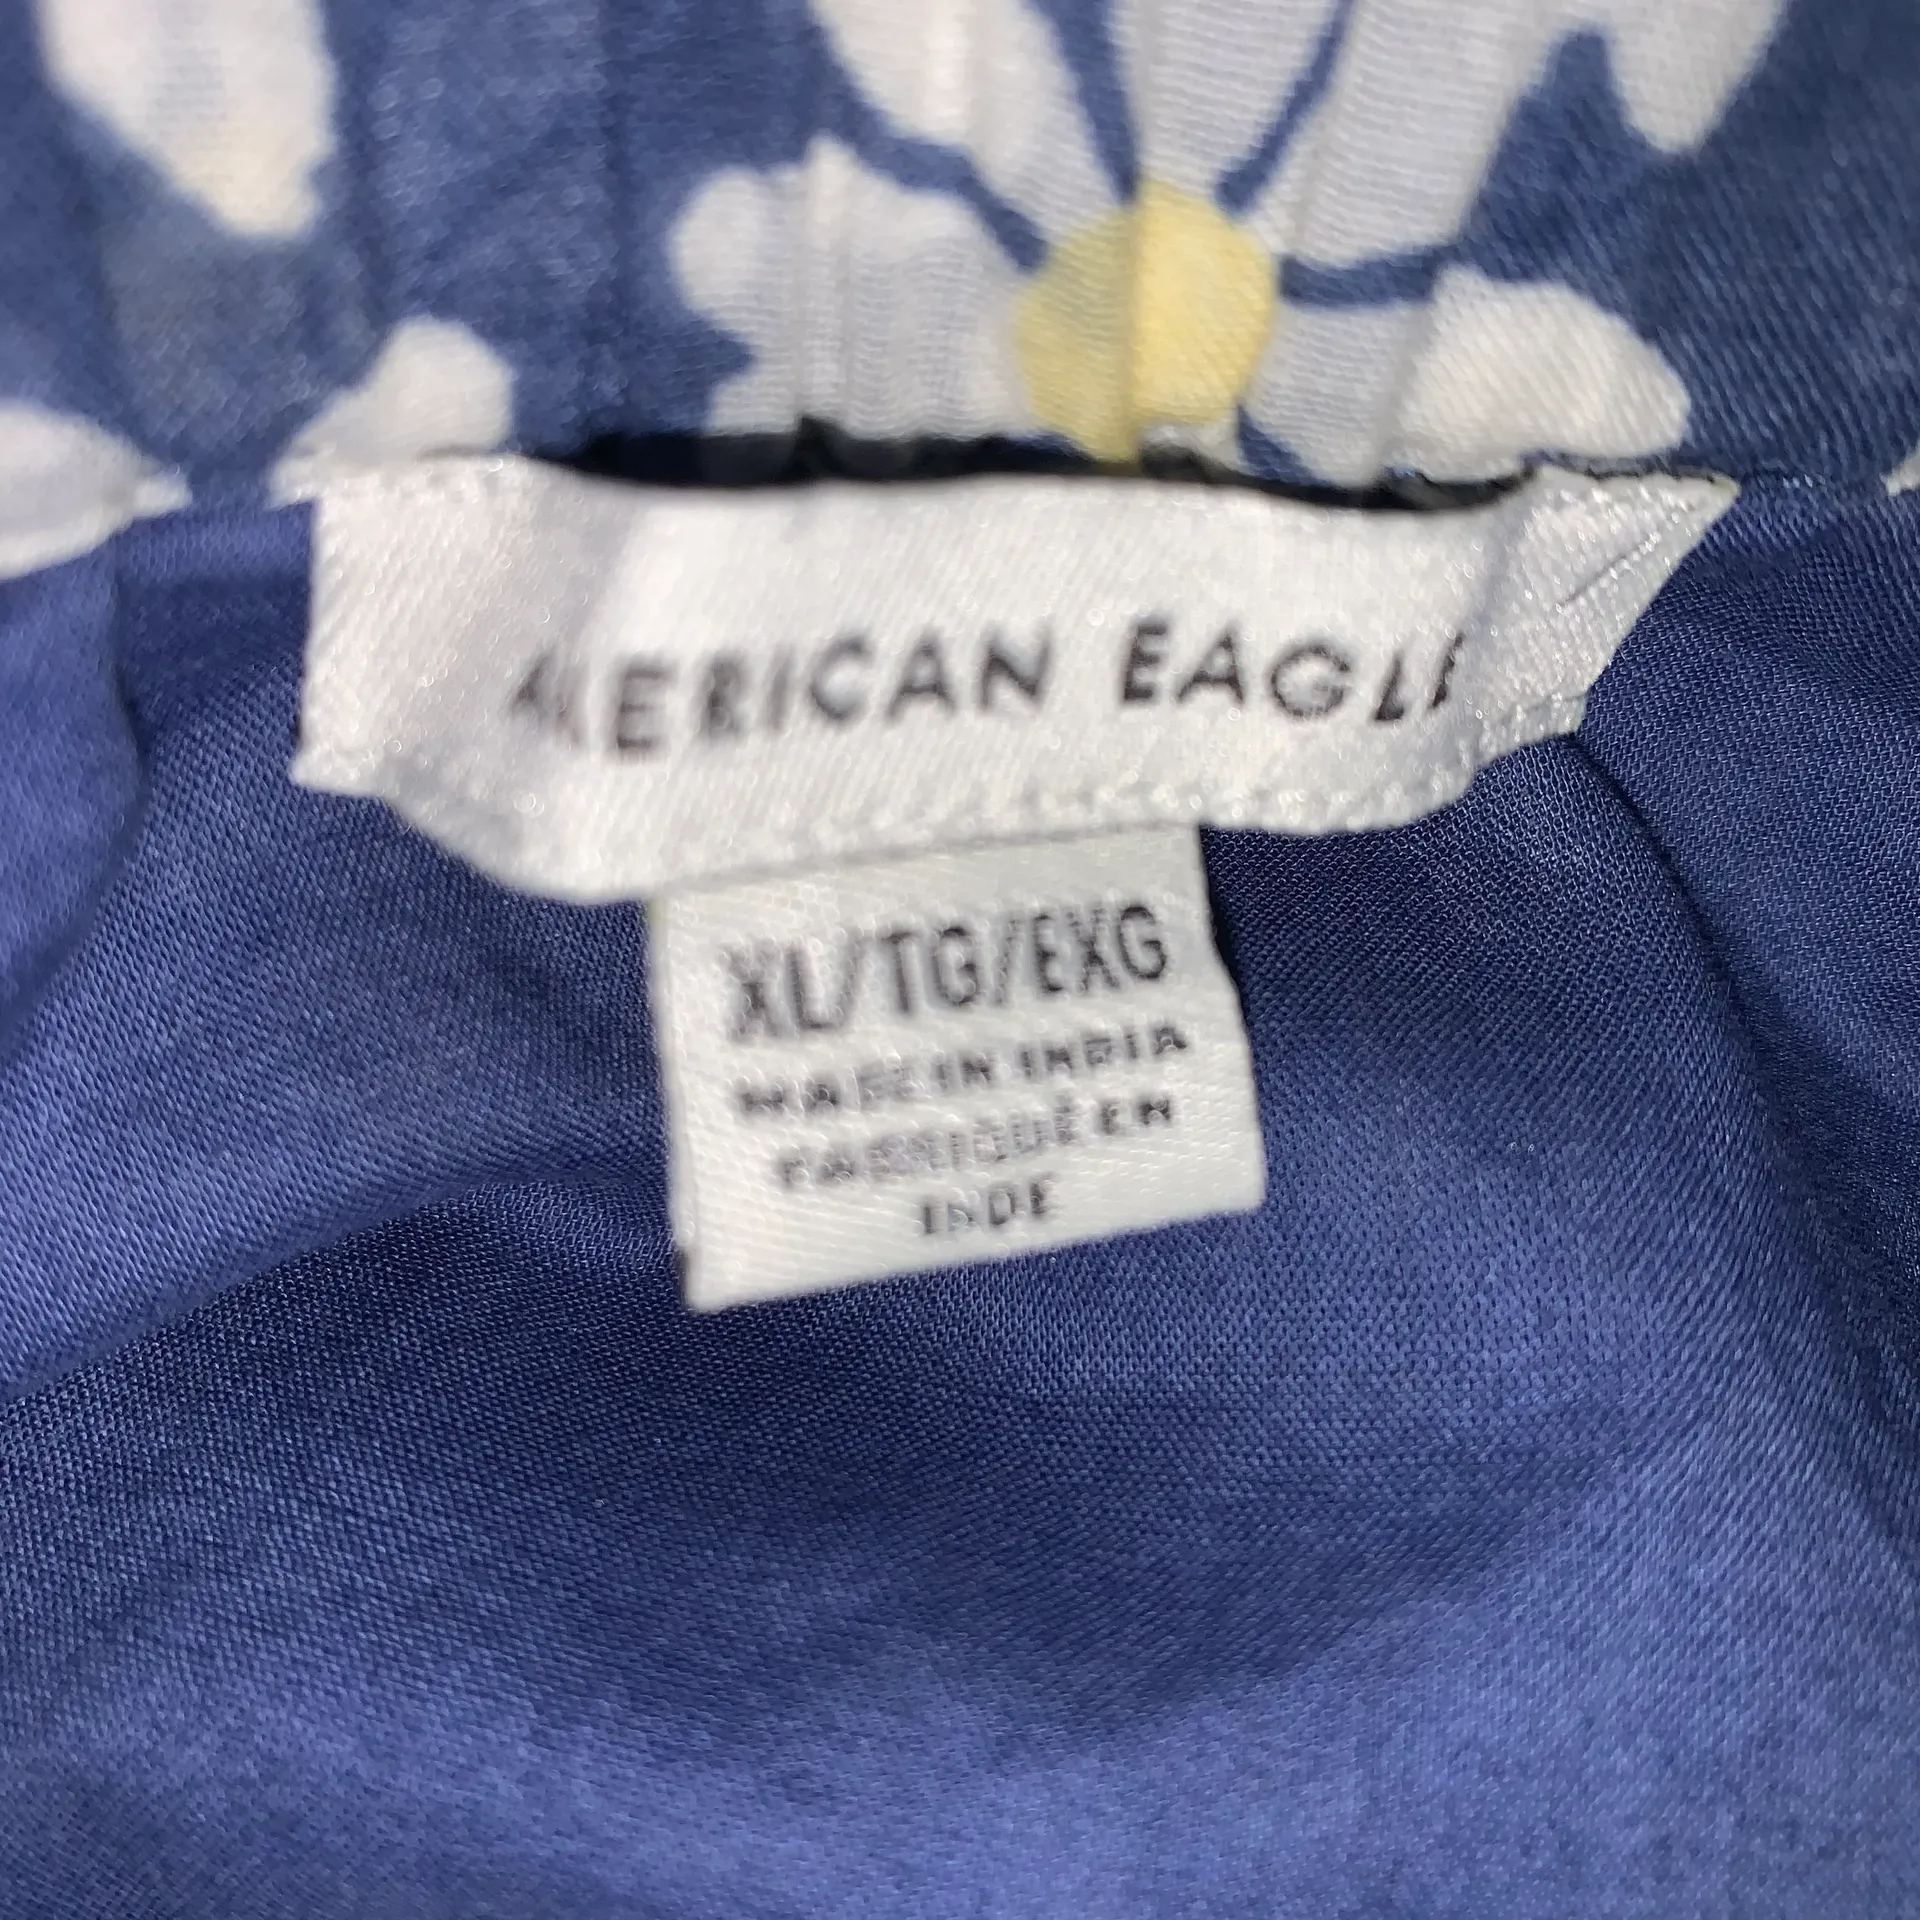 AMERICAN EAGLE
XL/TG/EXG
MADE IN INDIA
FABRIQUÉ EN
INDE